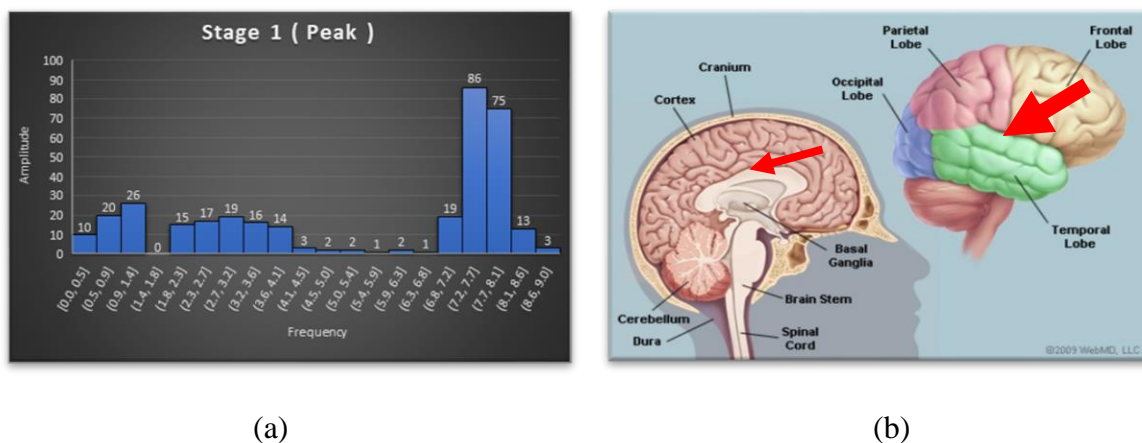 Stage 1 ( Peak )
Amplitude
100
90
80
70
60
50
40
30
20
10
0
10
20
26
0
15
17
19
16
14
3
2
2
1
2
1
19
86
75
13
3
[0.0, 0.5]
(0.5, 0.9]
(0.9, 1.4]
(1.4, 1.8]
(1.8, 2.3]
(2.3, 2.7]
(2.7, 3.2]
(3.2, 3.6]
(3.6, 4.1]
(4.1, 4.5]
(4.5, 5.0]
(5.0, 5.4]
(5.4, 5.9]
(5.9, 6.3]
(6.3, 6.8]
(6.8, 7.2]
(7.2, 7.7]
(7.7, 8.1]
(8.1, 8.6]
(8.6, 9.0]
Frequency
(a)
Parietal
Lobe
Frontal
Lobe
Cranium
Occipital
Lobe
Cortex
Temporal
Lobe
Basal
Ganglia
Brain Stem
Cerebellum
Dura
Spinal
Cord
©2009 WebMD, LLC
(b)